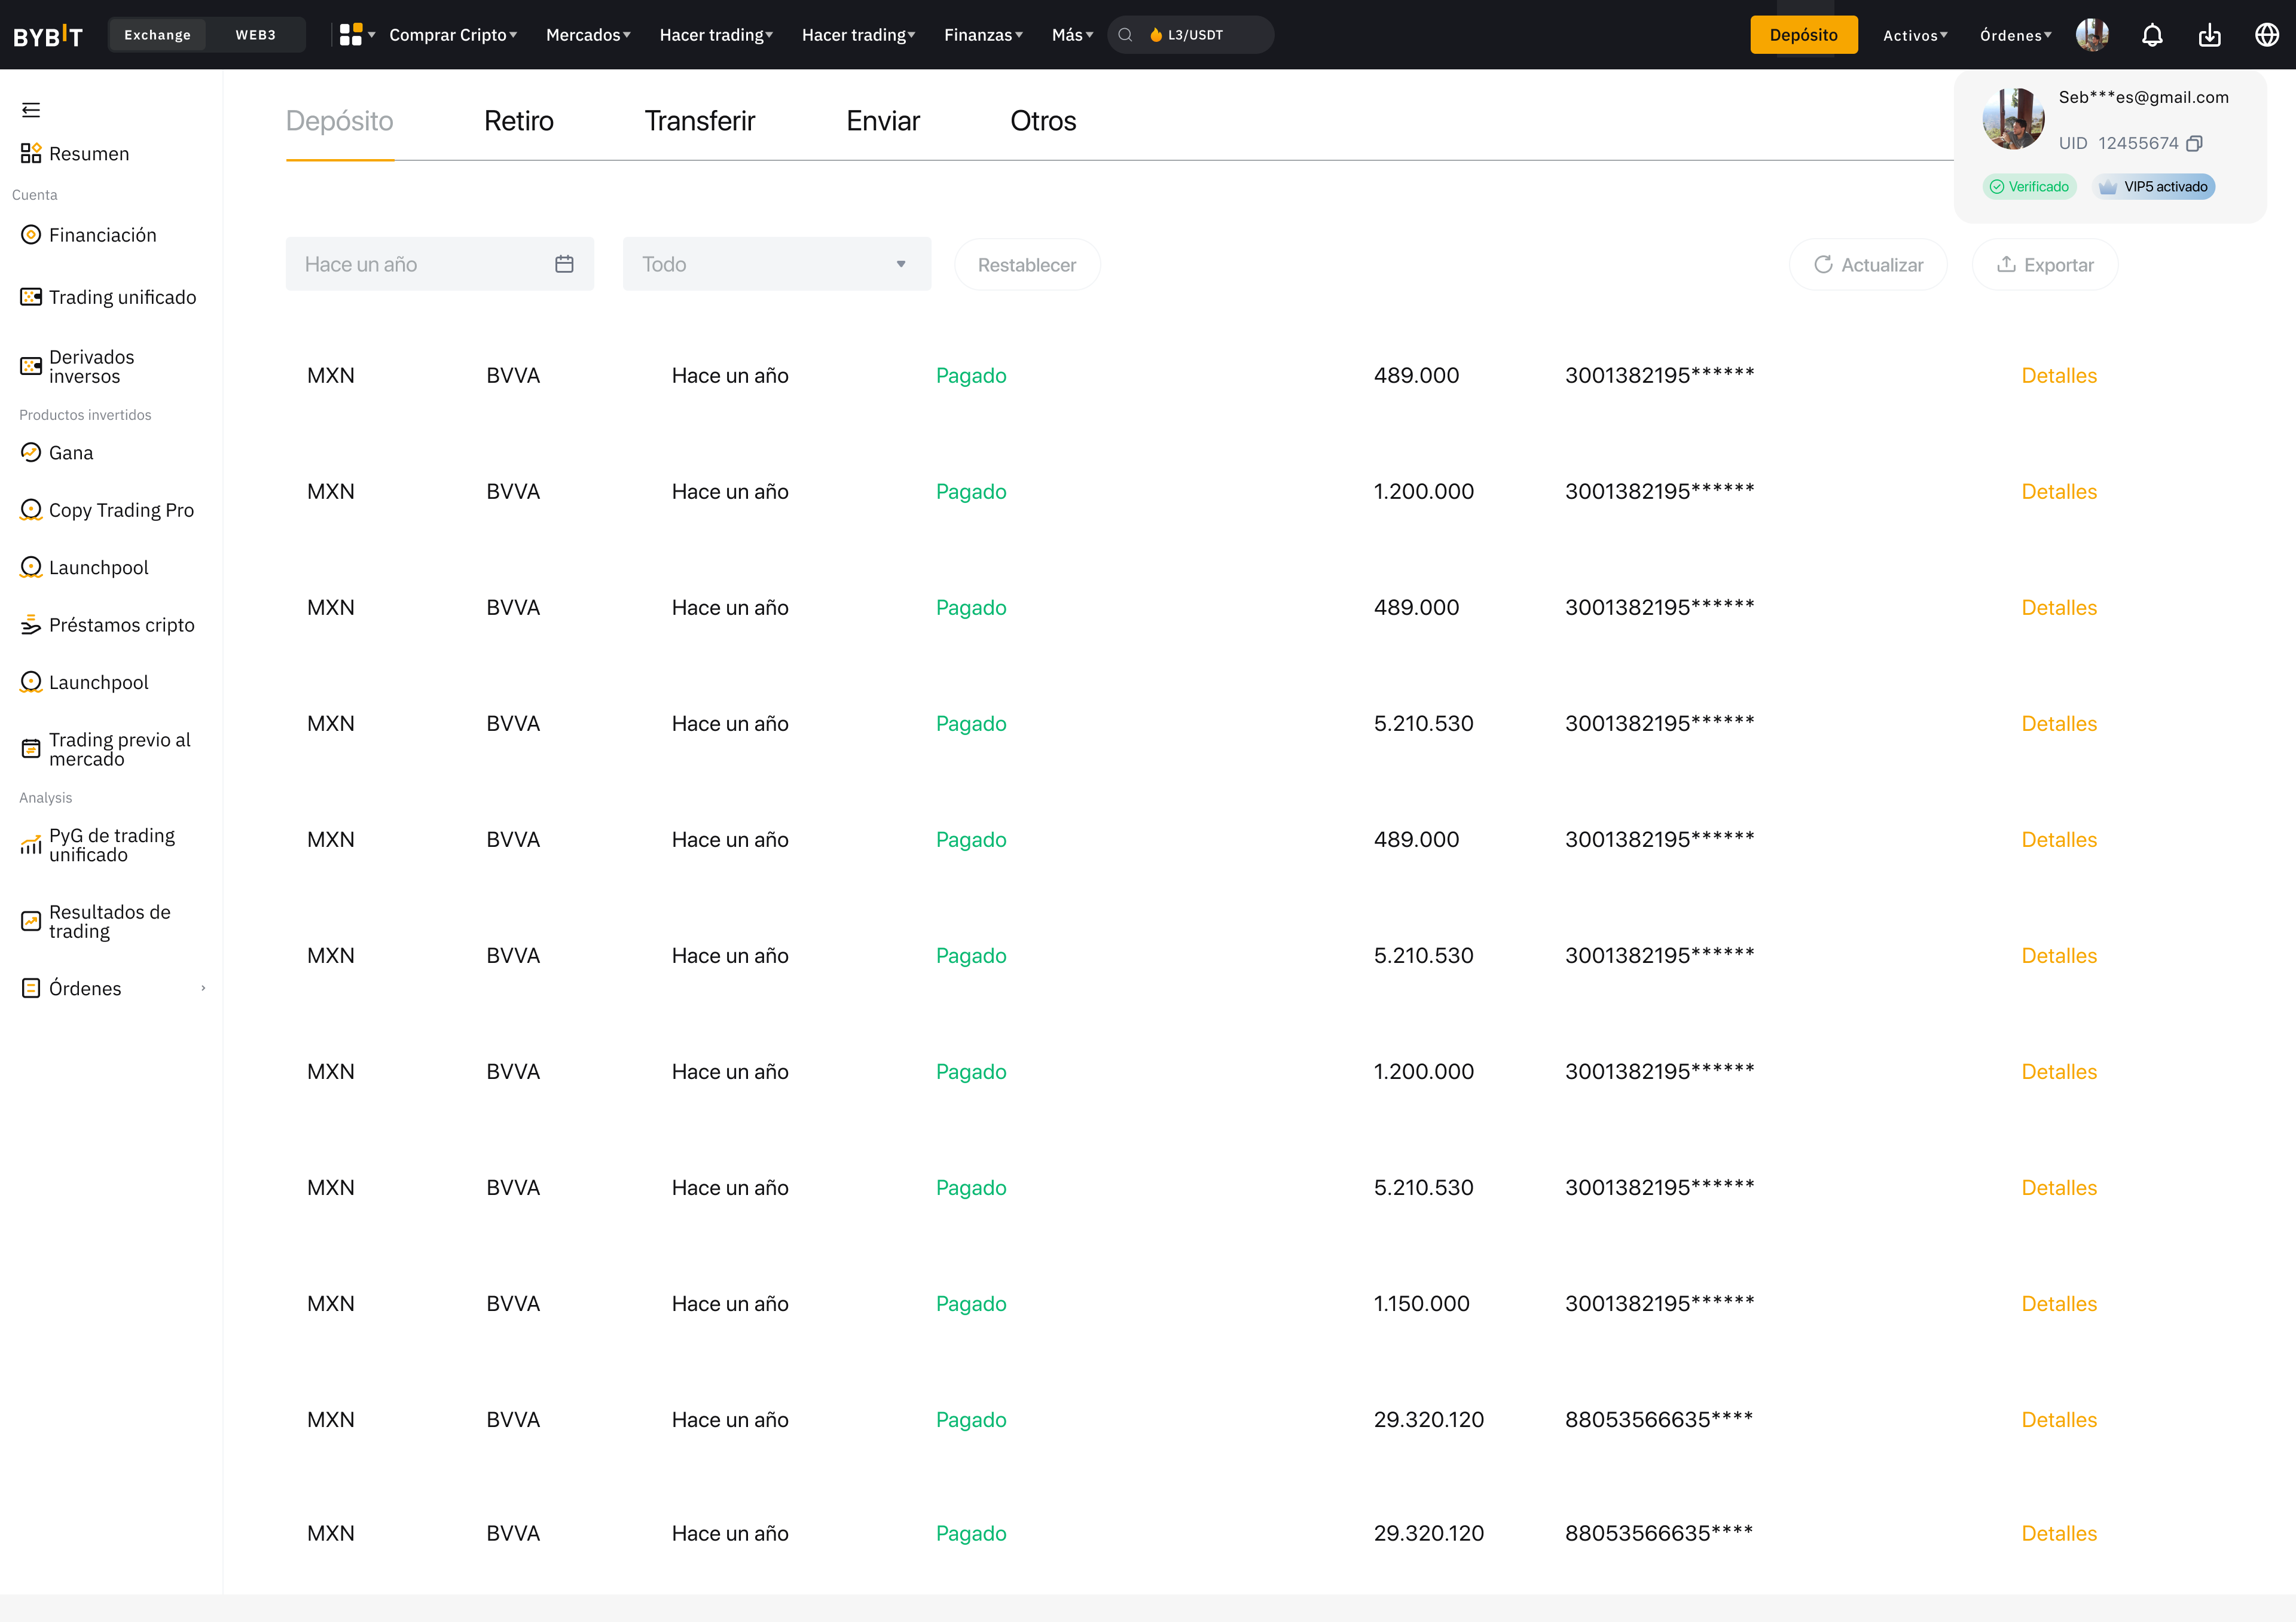 BYBIT Exchange WEB3 Comprar Cripto Mercados Hacer trading Hacer trading Finanzas Más L3/USDT Depósito Activos Órdenes
Seb***es@gmail.com
UID 12455674
Verificado VIP5 activado
Resumen
Cuenta
Financiación
Trading unificado
Derivados
inversos
Productos invertidos
Gana
Copy Trading Pro
Launchpool
Préstamos cripto
Launchpool
Trading previo al
mercado
Analysis
PyG de trading
unificado
Resultados de
trading
Órdenes
Depósito Retiro Transferir Enviar Otros
Hace un año Todo Restablecer Actualizar Exportar
MXN BVVA Hace un año Pagado 489.000 3001382195****** Detalles
MXN BVVA Hace un año Pagado 1.200.000 3001382195****** Detalles
MXN BVVA Hace un año Pagado 489.000 3001382195****** Detalles
MXN BVVA Hace un año Pagado 5.210.530 3001382195****** Detalles
MXN BVVA Hace un año Pagado 489.000 3001382195****** Detalles
MXN BVVA Hace un año Pagado 5.210.530 3001382195****** Detalles
MXN BVVA Hace un año Pagado 1.200.000 3001382195****** Detalles
MXN BVVA Hace un año Pagado 5.210.530 3001382195****** Detalles
MXN BVVA Hace un año Pagado 1.150.000 3001382195****** Detalles
MXN BVVA Hace un año Pagado 29.320.120 88053566635**** Detalles
MXN BVVA Hace un año Pagado 29.320.120 88053566635**** Detalles